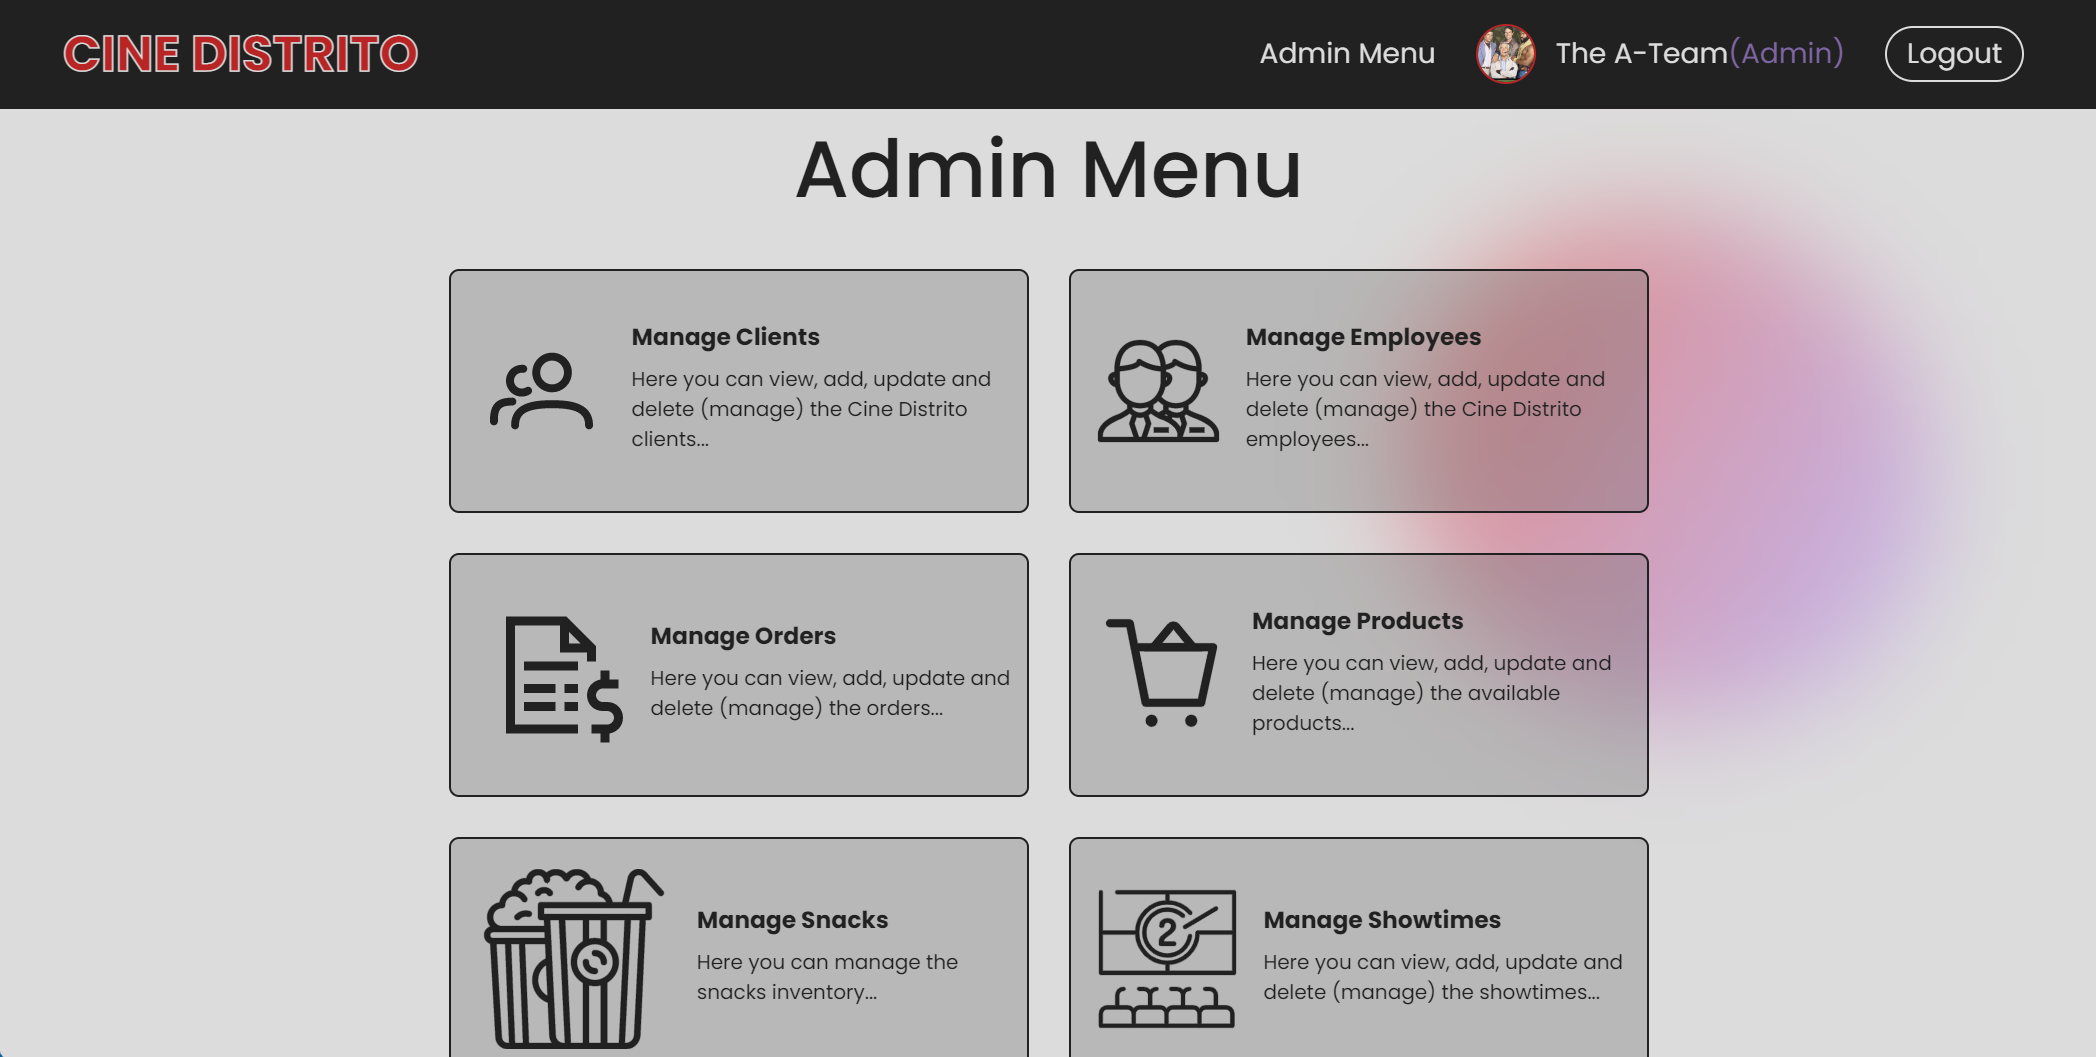 CINE DISTRITO
Admin Menu
The A-Team(Admin)
Logout
Admin Menu
Manage Clients
Here you can view, add, update and
delete (manage) the Cine Distrito
clients...
Manage Employees
Here you can view, add, update and
delete (manage) the Cine Distrito
employees...
Manage Orders
Here you can view, add, update and
delete (manage) the orders...
Manage Products
Here you can view, add, update and
delete (manage) the available
products...
Manage Snacks
Here you can manage the
snacks inventory...
2
Manage Showtimes
Here you can view, add, update and
delete (manage) the showtimes...